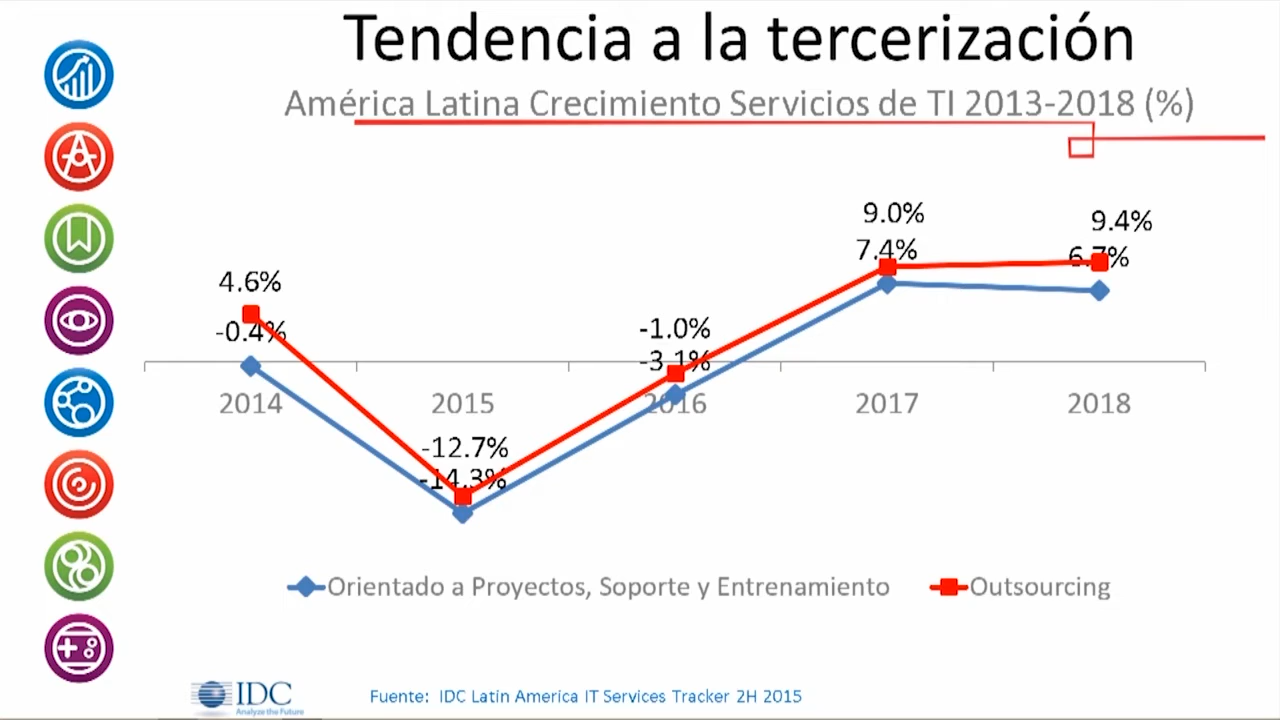 Tendencia a la tercerización
América Latina Crecimiento Servicios de TI 2013-2018 (%)
9.0%
9.4%
7.4%
6.7%
4.6%
-0.4%
-1.0%
-3.1%
2014
2015
2016
2017
2018
-12.7%
-14.3%
Orientado a Proyectos, Soporte y Entrenamiento
Outsourcing
IDC
Analyze the Future
Fuente: IDC Latin America IT Services Tracker 2H 2015